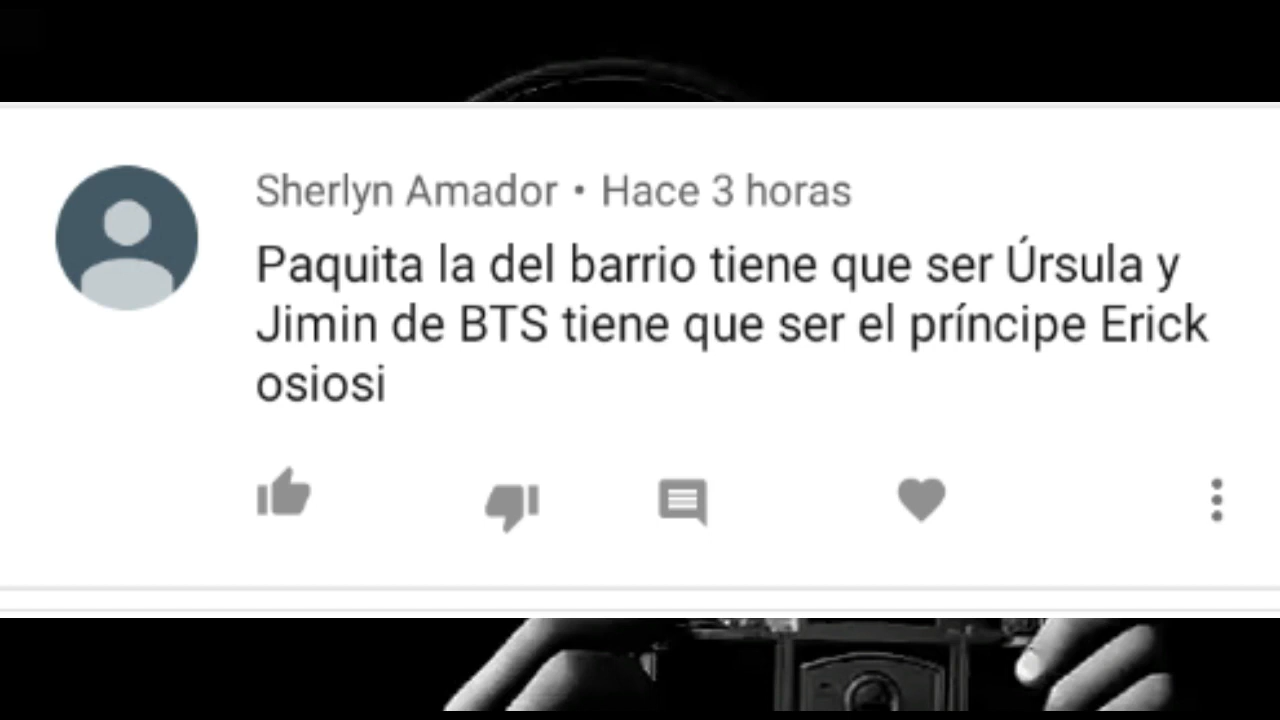 Sherlyn Amador • Hace 3 horas
Paquita la del barrio tiene que ser Úrsula y
Jimin de BTS tiene que ser el príncipe Erick
osiosi